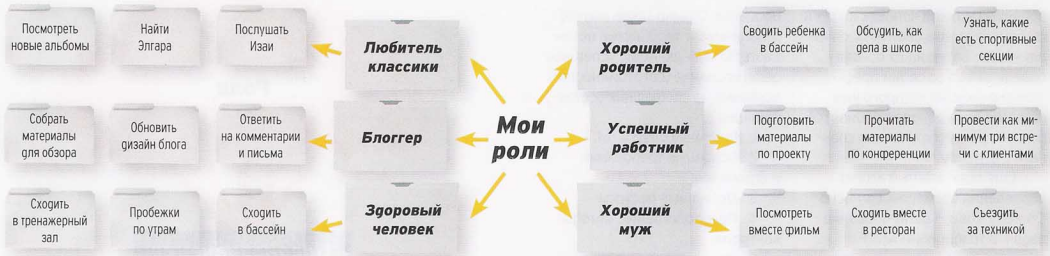 Посмотреть
новые альбомы
Найти
Элгара
Послушать
Изаи
Любитель
классики
Хороший
родитель
Сводить ребенка
в бассейн
Обсудить, как
дела в школе
Узнать, какие
есть спортивные
секции
Собрать
материалы
для обзора
Обновить
дизайн блога
Ответить
на комментарии
и письма
Блоггер
Мои
роли
Успешный
работник
Подготовить
материалы
по проекту
Прочитать
материалы
по конференции
Провести как ми-
нимум три встре-
чи с клиентами
Сходить
в тренажерный
зал
Пробежки
по утрам
Сходить
в бассейн
Здоровый
человек
Хороший
муж
Посмотреть
вместе фильм
Сходить вместе
в ресторан
Съездить
за техникой